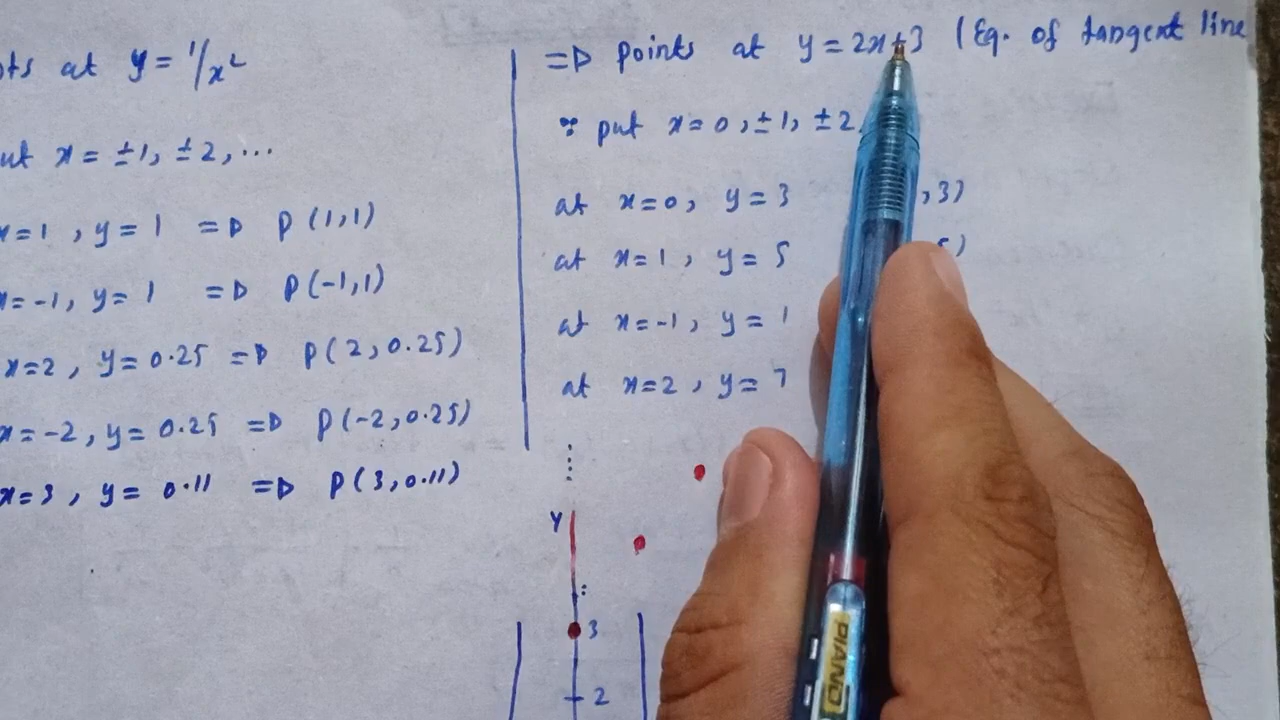 ts at y = 1/x²
ut x = ±1, ±2, ...
x=1, y=1 => P(1,1)
x=-1, y=1 => P(-1,1)
x=2, y=0.25 => P(2,0.25)
x=-2, y=0.25 => P(-2,0.25)
x=3, y=0.11 => P(3,0.11)
=> points at y=2x+3 (Eq. of tangent line
∵ put x=0, ±1, ±2,
at x=0, y=3 ,3)
at x=1, y=5 5)
at x=-1, y=1
at x=2, y=7
Y
3
2
PIANO